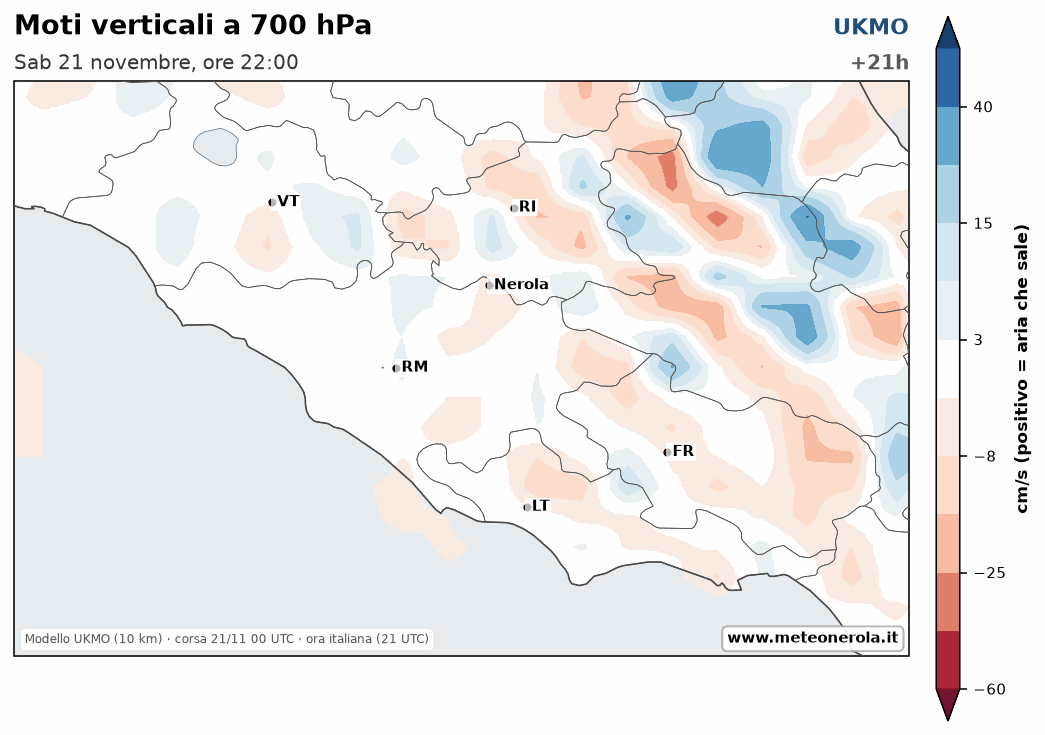 Moti verticali a 700 hPa
UKMO
Sab 21 novembre, ore 22:00
+21h
VT
RI
Nerola
RM
FR
LT
40
15
3
−8
−25
−60
cm/s (positivo = aria che sale)
Modello UKMO (10 km) · corsa 21/11 00 UTC · ora italiana (21 UTC)
www.meteonerola.it